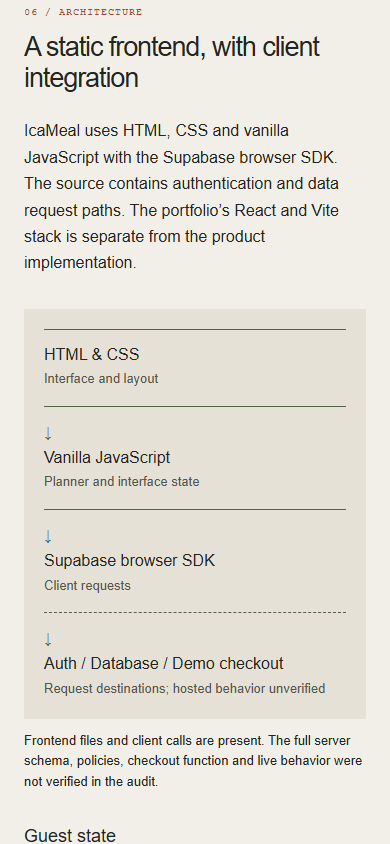 06 / ARCHITECTURE
A static frontend, with client
integration
IcaMeal uses HTML, CSS and vanilla
JavaScript with the Supabase browser SDK.
The source contains authentication and data
request paths. The portfolio’s React and Vite
stack is separate from the product
implementation.
HTML & CSS
Interface and layout
↓
Vanilla JavaScript
Planner and interface state
↓
Supabase browser SDK
Client requests
↓
Auth / Database / Demo checkout
Request destinations; hosted behavior unverified
Frontend files and client calls are present. The full server
schema, policies, checkout function and live behavior were
not verified in the audit.
Guest state